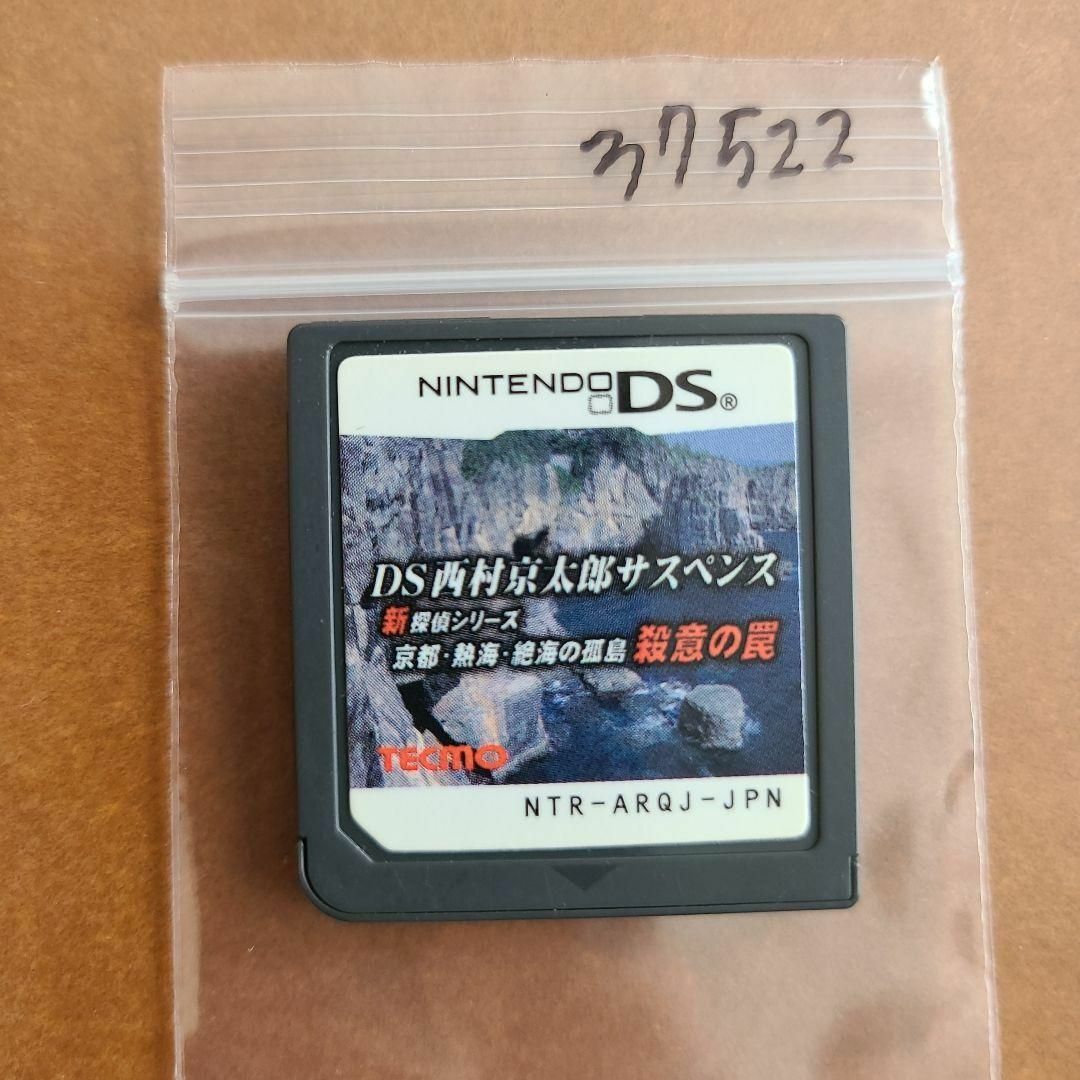 37522
NINTENDO DS®
DS西村京太郎サスペンス
新探偵シリーズ
京都・熱海・絶海の孤島 殺意の罠
TECMO
NTR-ARQJ-JPN